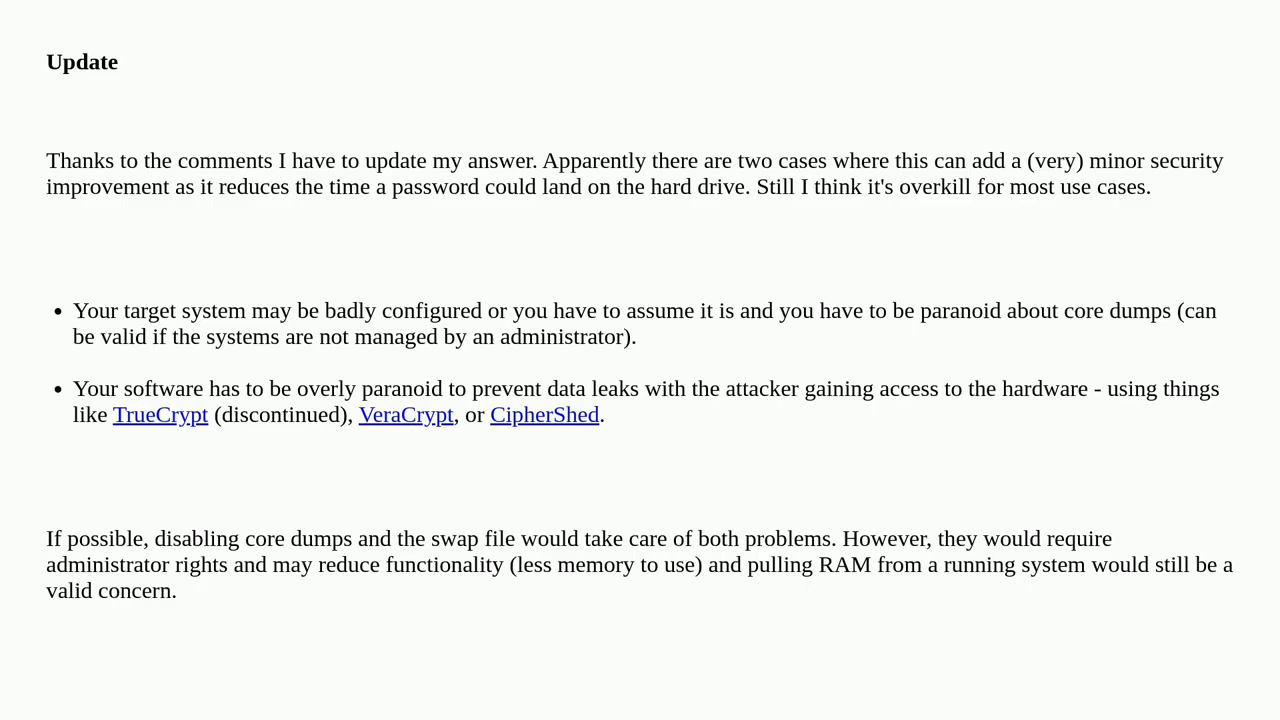 Update
Thanks to the comments I have to update my answer. Apparently there are two cases where this can add a (very) minor security
improvement as it reduces the time a password could land on the hard drive. Still I think it's overkill for most use cases.
• Your target system may be badly configured or you have to assume it is and you have to be paranoid about core dumps (can
be valid if the systems are not managed by an administrator).
• Your software has to be overly paranoid to prevent data leaks with the attacker gaining access to the hardware - using things
like TrueCrypt (discontinued), VeraCrypt, or CipherShed.
If possible, disabling core dumps and the swap file would take care of both problems. However, they would require
administrator rights and may reduce functionality (less memory to use) and pulling RAM from a running system would still be a
valid concern.